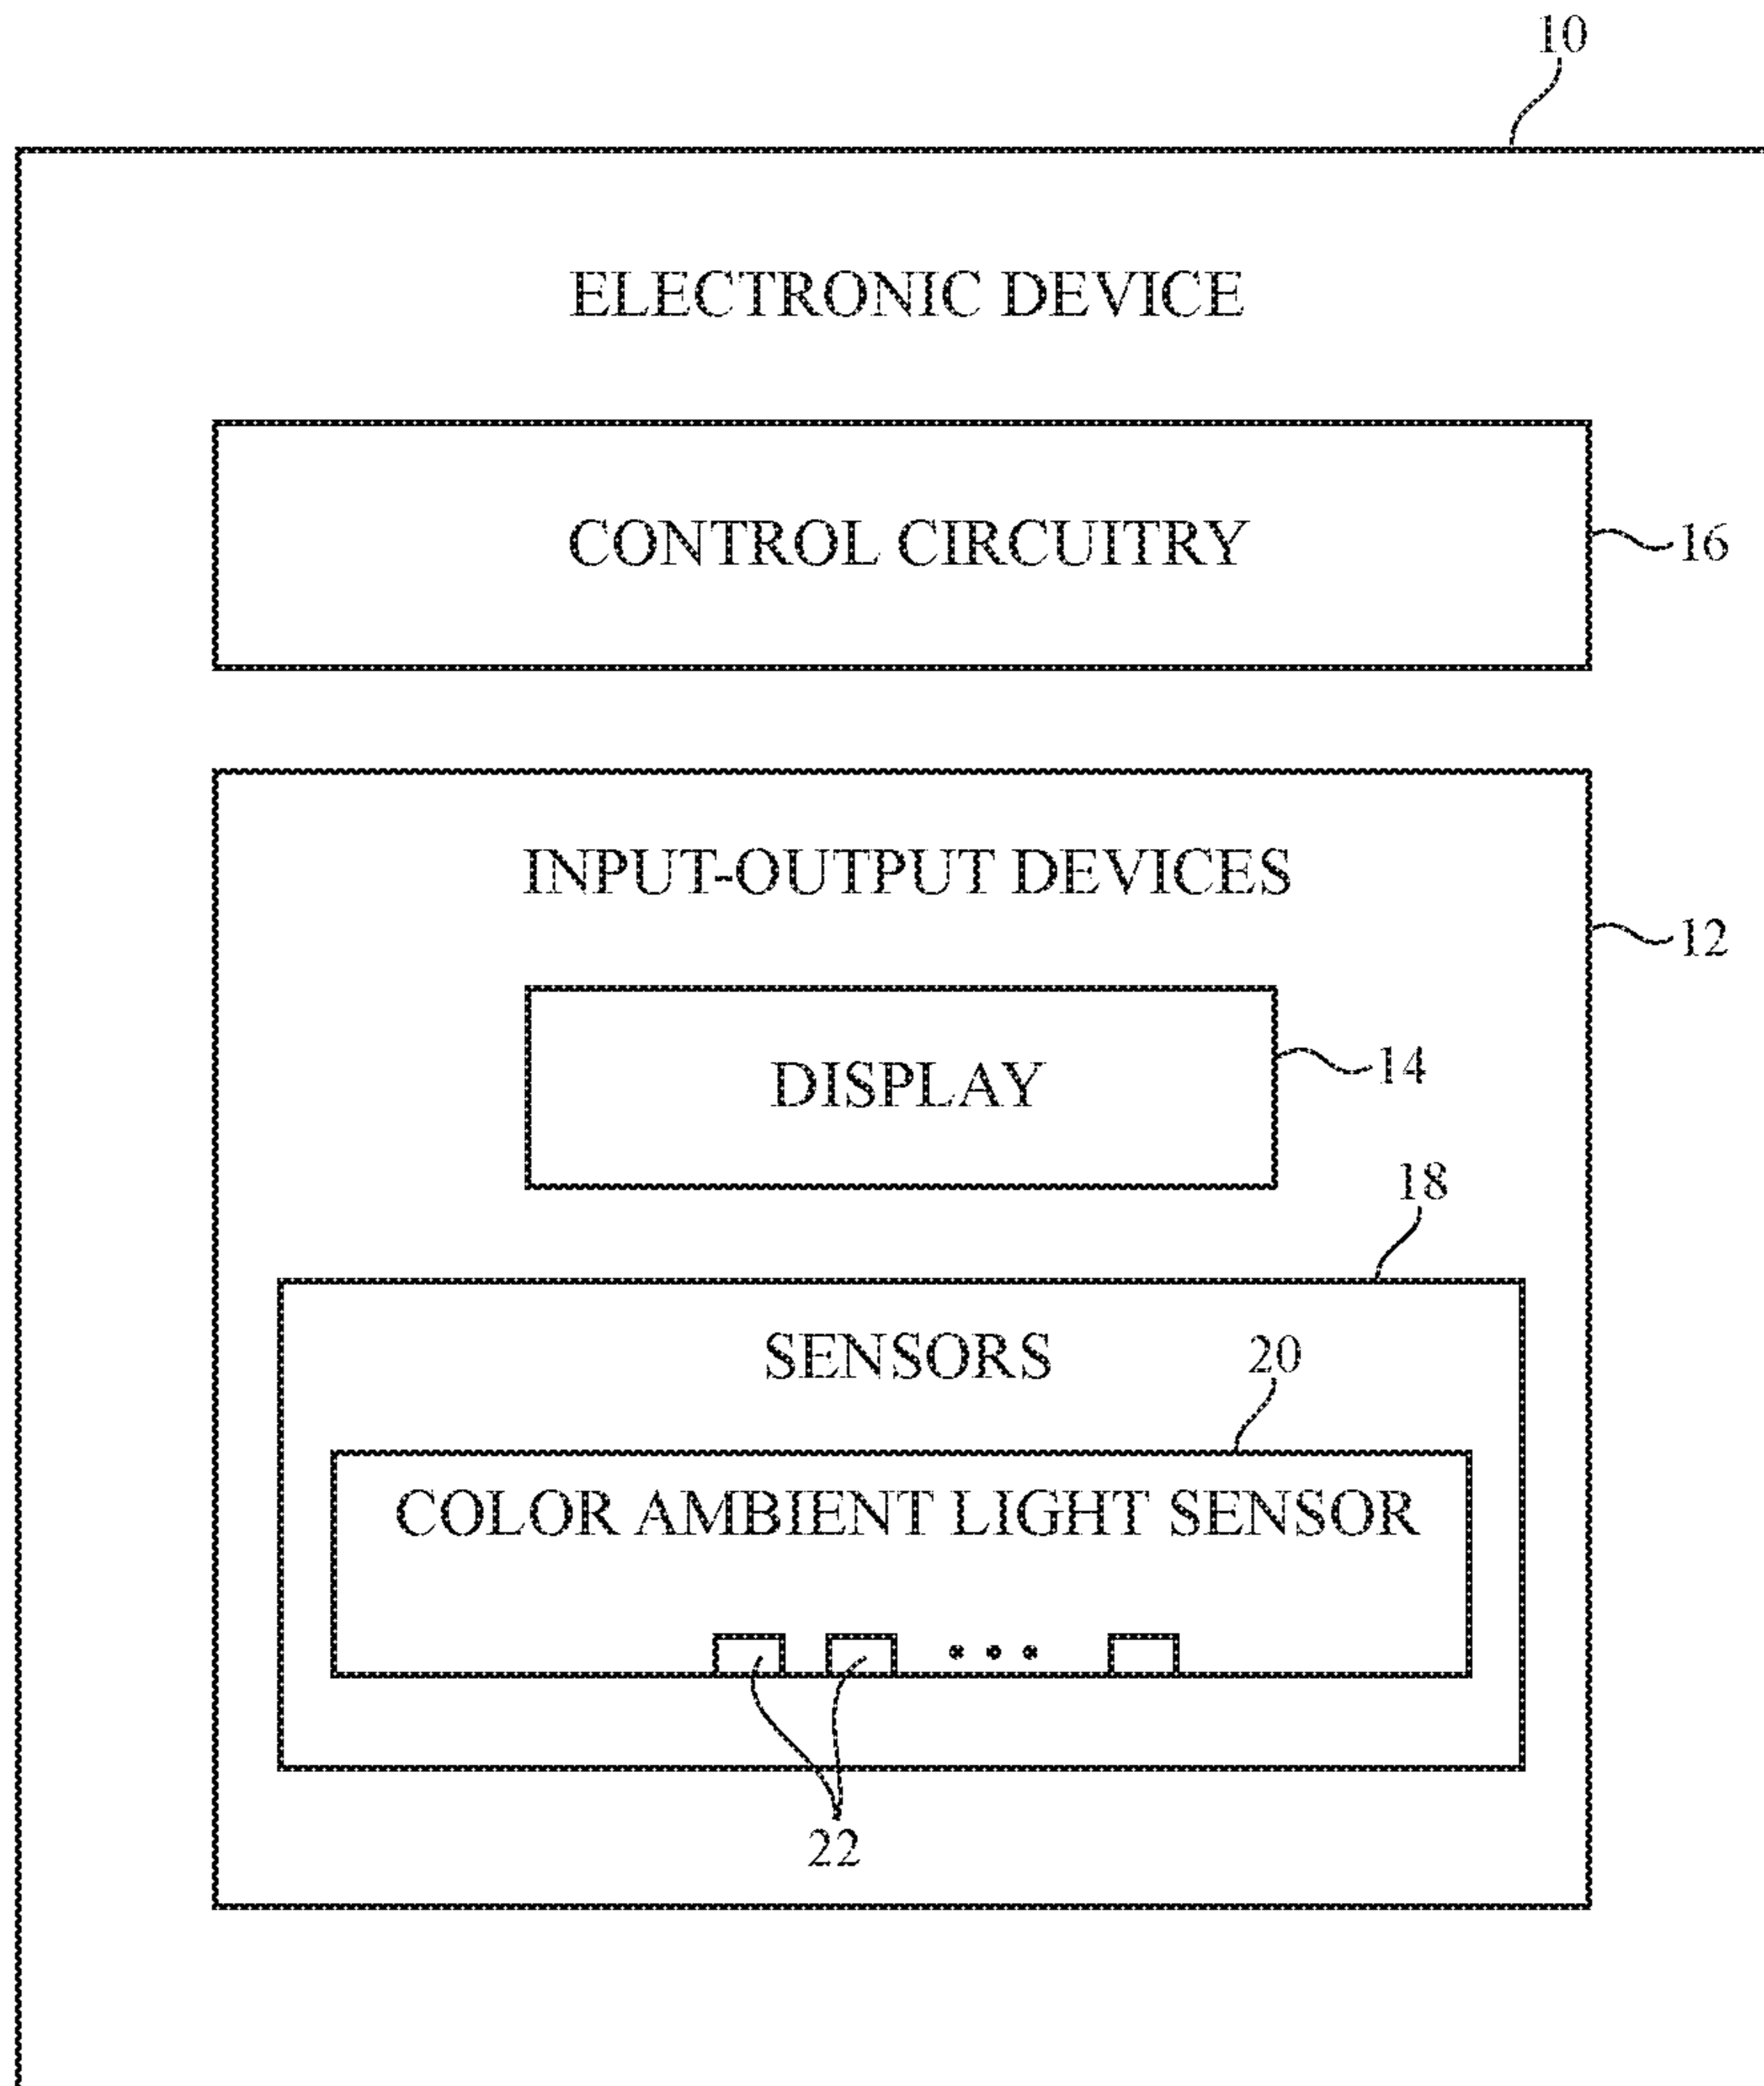 10
ELECTRONIC DEVICE
CONTROL CIRCUITRY
16
INPUT-OUTPUT DEVICES
12
DISPLAY
14
18
SENSORS
20
COLOR AMBIENT LIGHT SENSOR
22